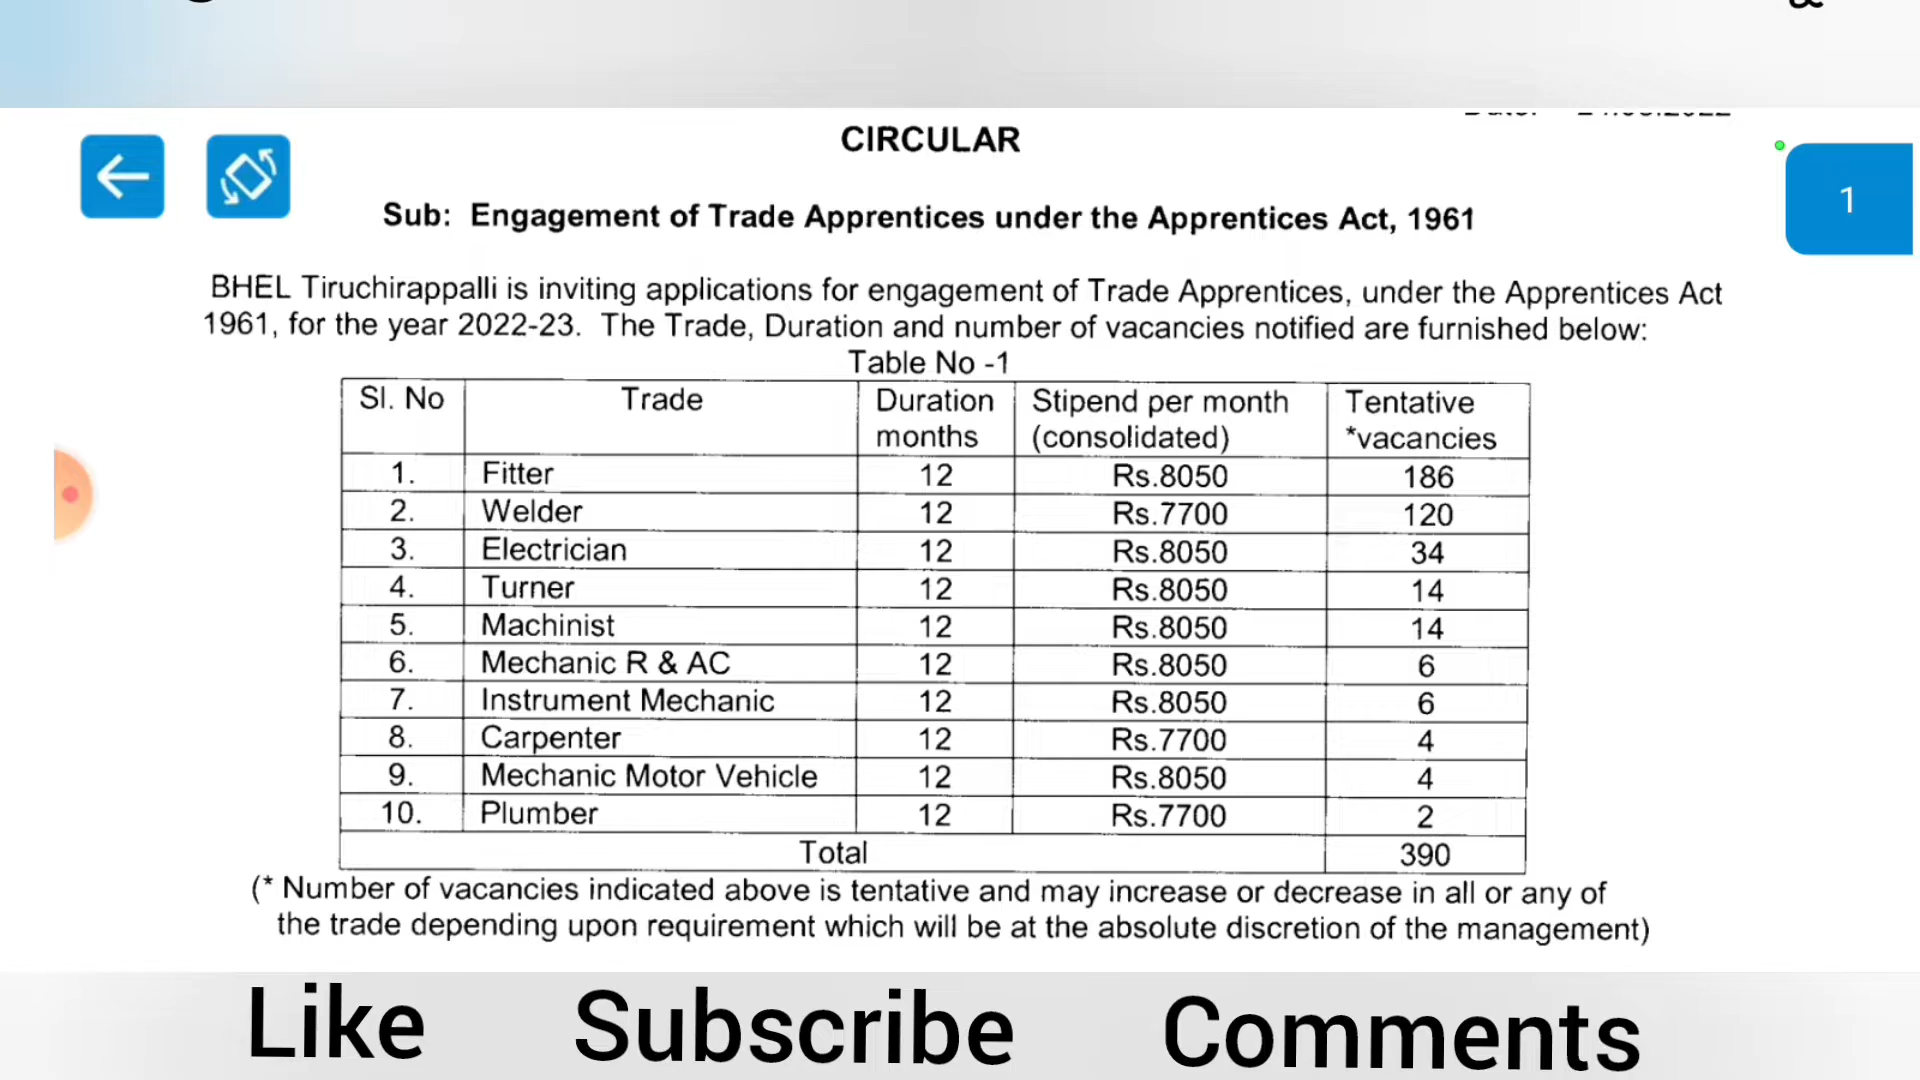 CIRCULAR
1
Sub: Engagement of Trade Apprentices under the Apprentices Act, 1961
BHEL Tiruchirappalli is inviting applications for engagement of Trade Apprentices, under the Apprentices Act
1961, for the year 2022-23. The Trade, Duration and number of vacancies notified are furnished below:
Table No -1
Sl. No Trade Duration months Stipend per month (consolidated) Tentative *vacancies
1. Fitter 12 Rs.8050 186
2. Welder 12 Rs.7700 120
3. Electrician 12 Rs.8050 34
4. Turner 12 Rs.8050 14
5. Machinist 12 Rs.8050 14
6. Mechanic R & AC 12 Rs.8050 6
7. Instrument Mechanic 12 Rs.8050 6
8. Carpenter 12 Rs.7700 4
9. Mechanic Motor Vehicle 12 Rs.8050 4
10. Plumber 12 Rs.7700 2
Total 390
(* Number of vacancies indicated above is tentative and may increase or decrease in all or any of
the trade depending upon requirement which will be at the absolute discretion of the management)
Like Subscribe Comments